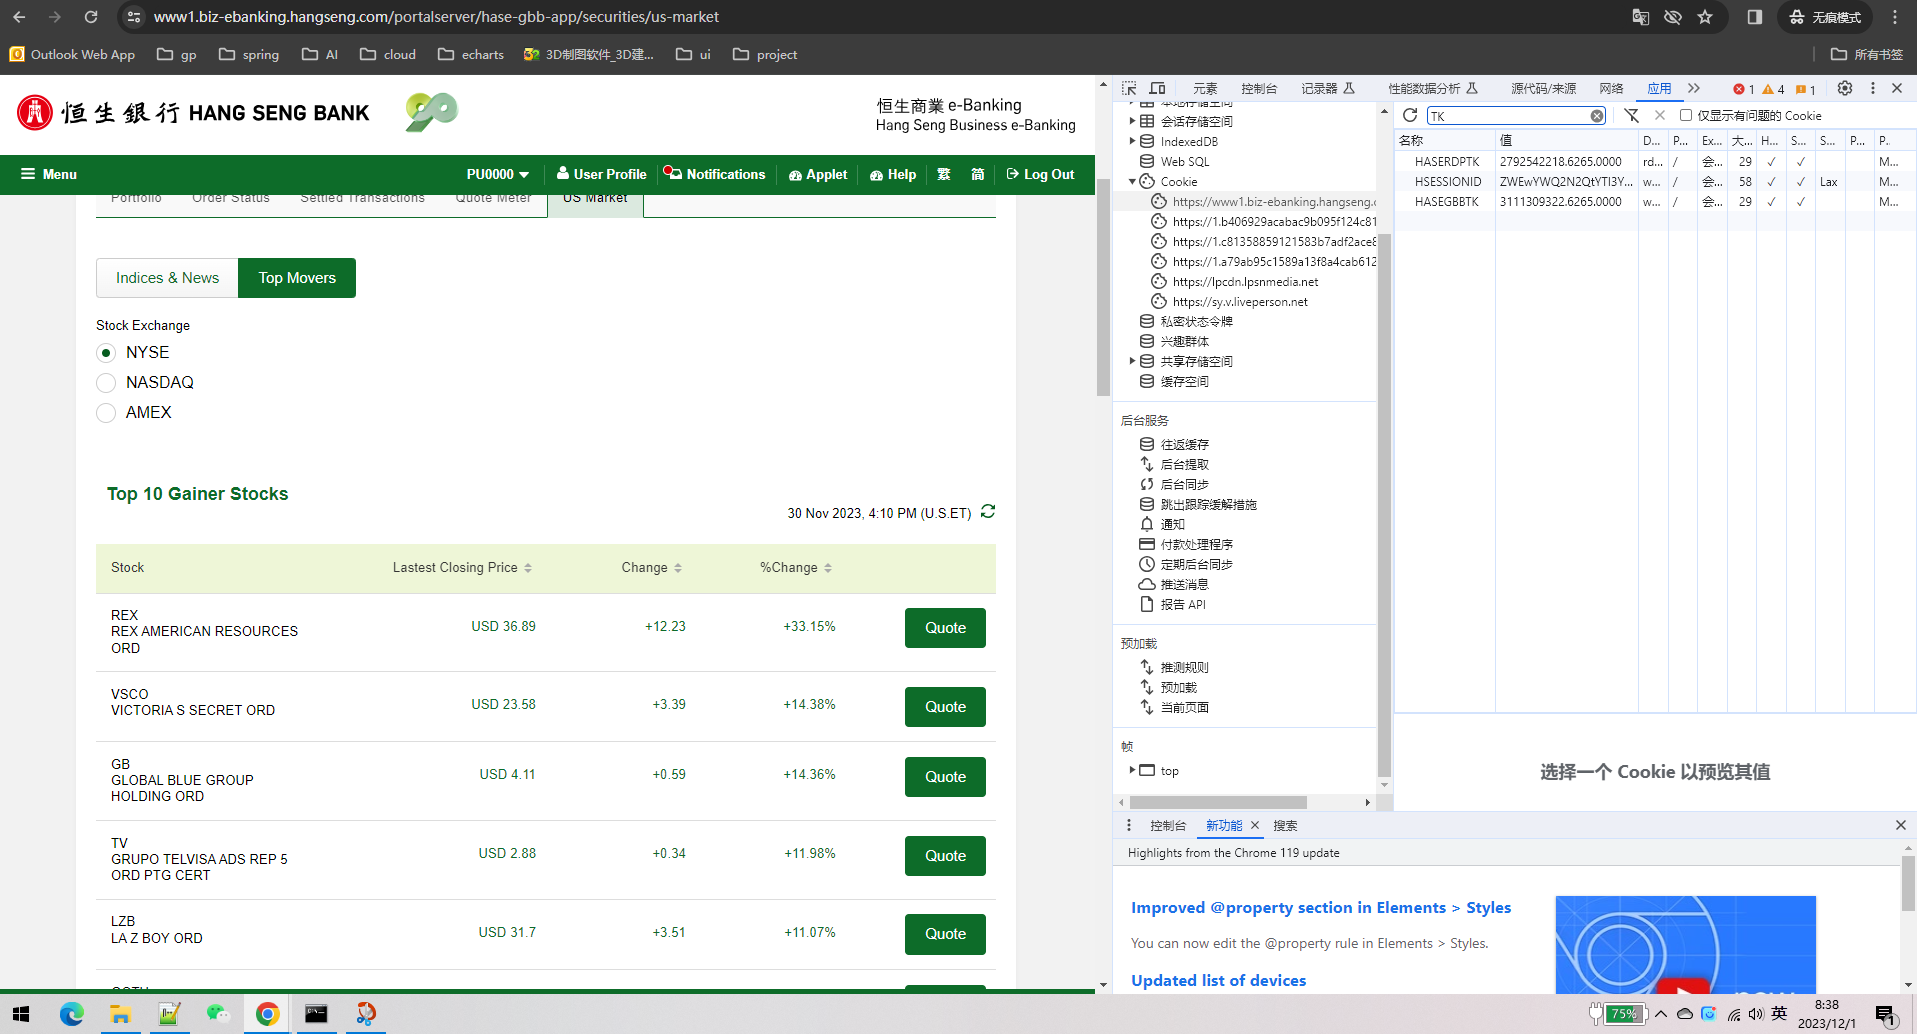 www1.biz-ebanking.hangseng.com/portalserver/hase-gbb-app/securities/us-market
无痕模式
Outlook Web App
gp
spring
AI
cloud
echarts
3D制图软件_3D建...
ui
project
所有书签
恒生銀行 HANG SENG BANK
90
恒生商業 e-Banking
Hang Seng Business e-Banking
Menu
PU0000
User Profile
Notifications
Applet
Help
繁
简
Log Out
Portfolio
Order Status
Settled Transactions
Quote Meter
US Market
Indices & News
Top Movers
Stock Exchange
NYSE
NASDAQ
AMEX
Top 10 Gainer Stocks
30 Nov 2023, 4:10 PM (U.S.ET)
Stock Lastest Closing Price Change %Change
REX
REX AMERICAN RESOURCES
ORD
USD 36.89 +12.23 +33.15% Quote
VSCO
VICTORIA S SECRET ORD
USD 23.58 +3.39 +14.38% Quote
GB
GLOBAL BLUE GROUP
HOLDING ORD
USD 4.11 +0.59 +14.36% Quote
TV
GRUPO TELVISA ADS REP 5
ORD PTG CERT
USD 2.88 +0.34 +11.98% Quote
LZB
LA Z BOY ORD
USD 31.7 +3.51 +11.07% Quote
元素
控制台
记录器
性能数据分析
源代码/来源
网络
应用
1
4
1
本地存储空间
会话存储空间
IndexedDB
Web SQL
Cookie
https://www1.biz-ebanking.hangseng.c
https://1.b406929acabac9b095f124c81
https://1.c81358859121583b7adf2ace8
https://1.a79ab95c1589a13f8a4cab612
https://lpcdn.lpsnmedia.net
https://sy.v.liveperson.net
私密状态令牌
兴趣群体
共享存储空间
缓存空间
后台服务
往返缓存
后台提取
后台同步
跳出跟踪缓解措施
通知
付款处理程序
定期后台同步
推送消息
报告 API
预加载
推测规则
预加载
当前页面
帧
top
TK
仅显示有问题的 Cookie
名称 值 D... P... Ex... 大... H... S... S... P... P.
HASERDPTK 2792542218.6265.0000 rd... / 会... 29 ✓ ✓ M...
HSESSIONID ZWEwYWQ2N2QtYTI3Y... w... / 会... 58 ✓ ✓ Lax M...
HASEGBBTK 3111309322.6265.0000 w... / 会... 29 ✓ ✓ M...
选择一个 Cookie 以预览其值
控制台
新功能
搜索
Highlights from the Chrome 119 update
Improved @property section in Elements > Styles
You can now edit the @property rule in Elements > Styles.
Updated list of devices
75%
英
8:38
2023/12/1
1